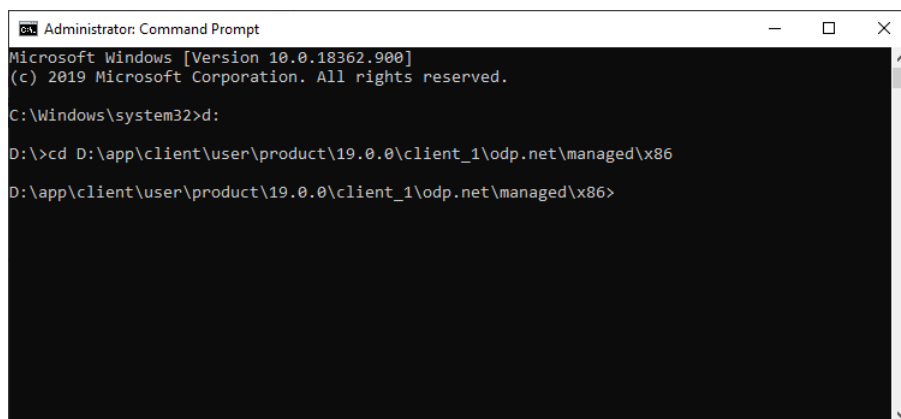 Administrator: Command Prompt
Microsoft Windows [Version 10.0.18362.900]
(c) 2019 Microsoft Corporation. All rights reserved.
C:\Windows\system32>d:
D:\>cd D:\app\client\user\product\19.0.0\client_1\odp.net\managed\x86
D:\app\client\user\product\19.0.0\client_1\odp.net\managed\x86>